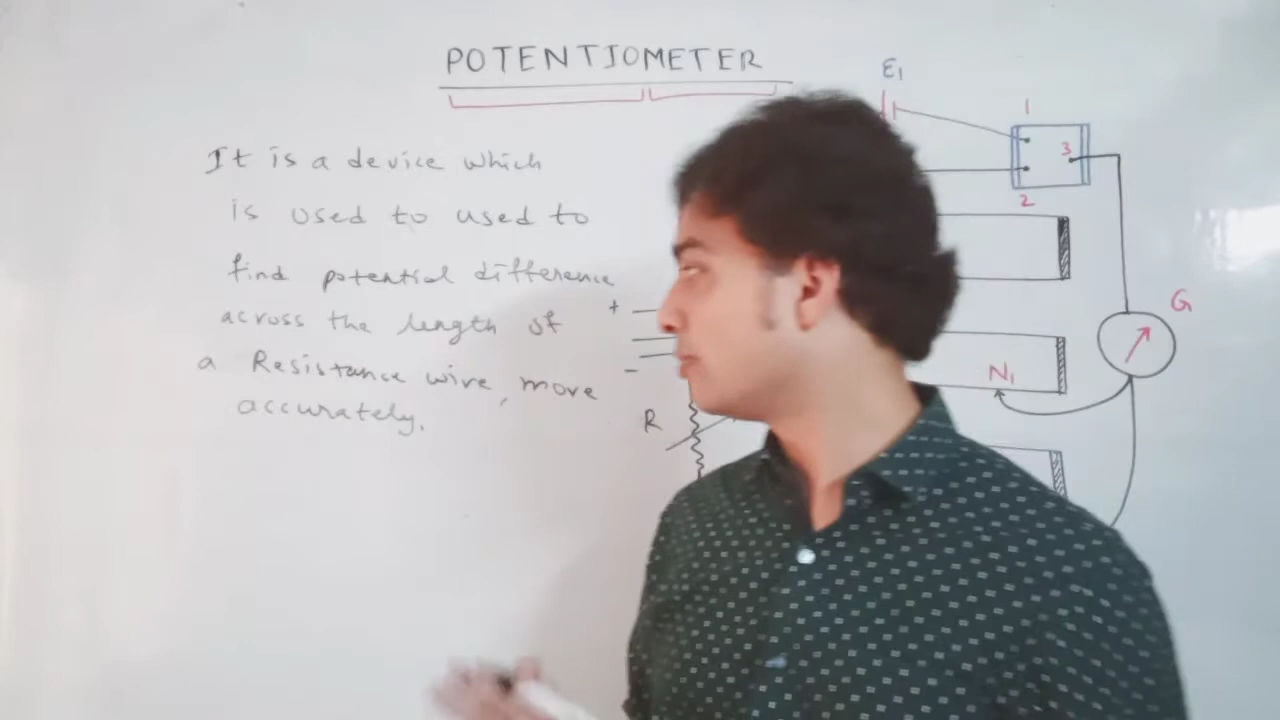 POTENTIOMETER
It is a device which
is used to used to
find potential difference
across the length of
a Resistance wire, more
accurately.
E1
1
3
2
G
+
-
N1
R